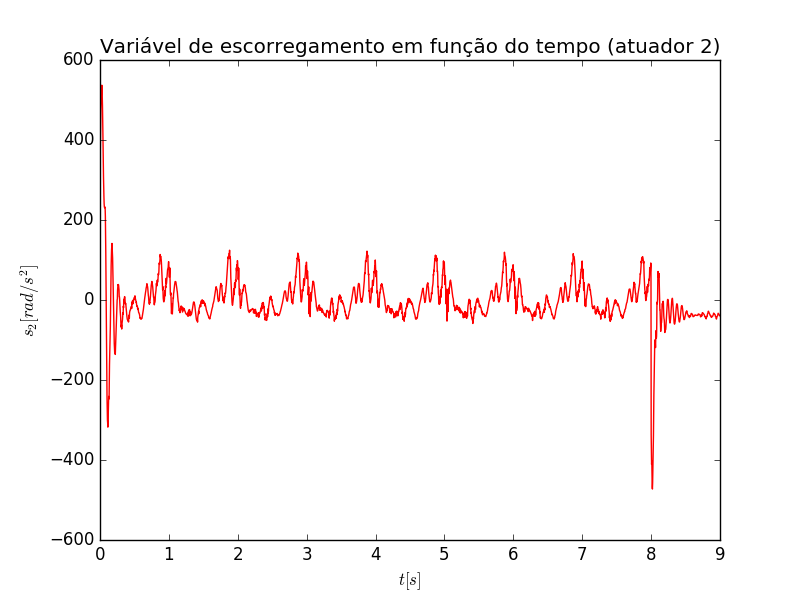 Variável de escorregamento em função do tempo (atuador 2)
600
400
200
0
−200
−400
−600
s₂[rad/s²]
0 1 2 3 4 5 6 7 8 9
t[s]